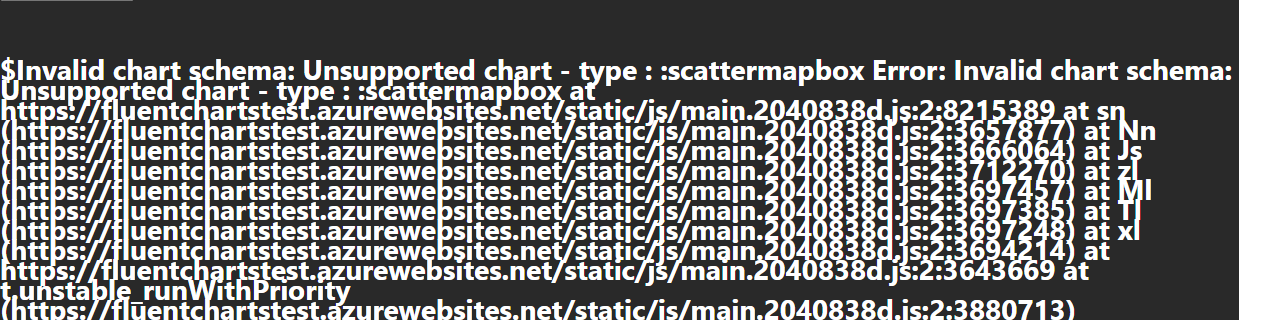 $Invalid chart schema: Unsupported chart - type : :scattermapbox Error: Invalid chart schema:
Unsupported chart - type : :scattermapbox at
https://fluentchartstest.azurewebsites.net/static/js/main.2040838d.js:2:8215389 at sn
(https://fluentchartstest.azurewebsites.net/static/js/main.2040838d.js:2:3657877) at Nn
(https://fluentchartstest.azurewebsites.net/static/js/main.2040838d.js:2:3666064) at Js
(https://fluentchartstest.azurewebsites.net/static/js/main.2040838d.js:2:3712270) at zl
(https://fluentchartstest.azurewebsites.net/static/js/main.2040838d.js:2:3697457) at Ml
(https://fluentchartstest.azurewebsites.net/static/js/main.2040838d.js:2:3697385) at Tl
(https://fluentchartstest.azurewebsites.net/static/js/main.2040838d.js:2:3697248) at xl
(https://fluentchartstest.azurewebsites.net/static/js/main.2040838d.js:2:3694214) at
https://fluentchartstest.azurewebsites.net/static/js/main.2040838d.js:2:3643669 at
t.unstable_runWithPriority
(https://fluentchartstest.azurewebsites.net/static/js/main.2040838d.js:2:3880713)